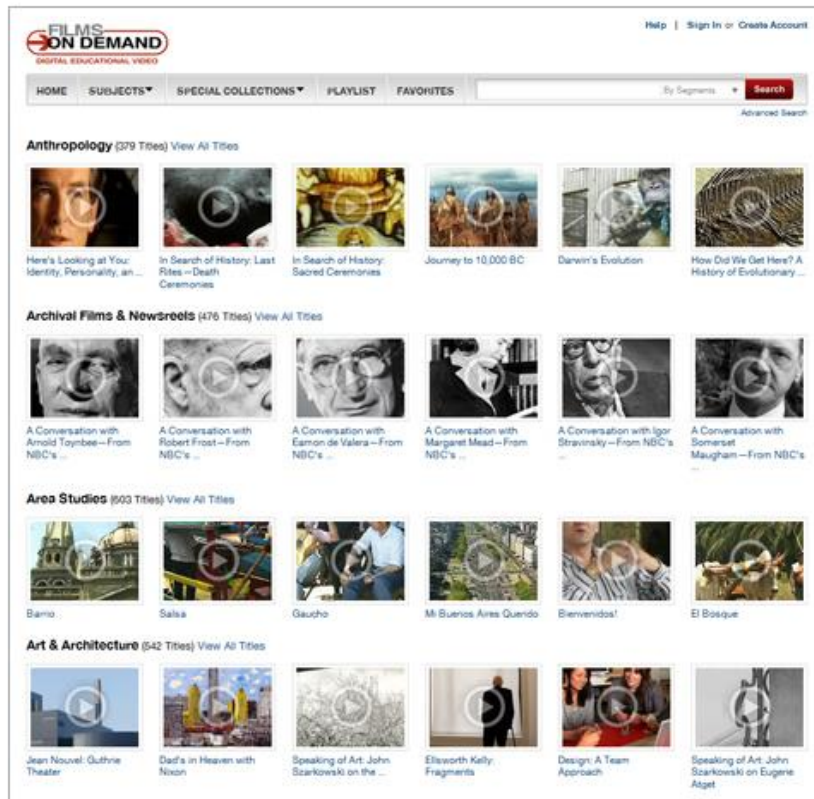 FILMS
ON DEMAND
DIGITAL EDUCATIONAL VIDEO
Help | Sign In or Create Account
HOME SUBJECTS SPECIAL COLLECTIONS PLAYLIST FAVORITES By Segments Search
Advanced Search
Anthropology (379 Titles) View All Titles
Here's Looking at You: In Search of History: Last In Search of History: Journey to 10,000 BC Darwin's Evolution How Did We Get Here? A
Identity, Personality, an ... Rites—Death Sacred Ceremonies History of Evolutionary ...
Ceremonies
Archival Films & Newsreels (476 Titles) View All Titles
A Conversation with A Conversation with A Conversation with A Conversation with A Conversation with Igor A Conversation with
Arnold Toynbee—From Robert Frost—From Eamon de Valera—From Margaret Mead—From Stravinsky—From NBC's Somerset
NBC's ... NBC's ... NBC's ... NBC's ... ... Maugham—From NBC's
...
Area Studies (603 Titles) View All Titles
Barrio Salsa Gaucho Mi Buenos Aires Querido Bienvenidos! El Bosque
Art & Architecture (542 Titles) View All Titles
Jean Nouvel: Guthrie Dad's in Heaven with Speaking of Art: John Ellsworth Kelly: Design: A Team Speaking of Art: John
Theater Nixon Szarkowski on the ... Fragments Approach Szarkowski on Eugene
Atget